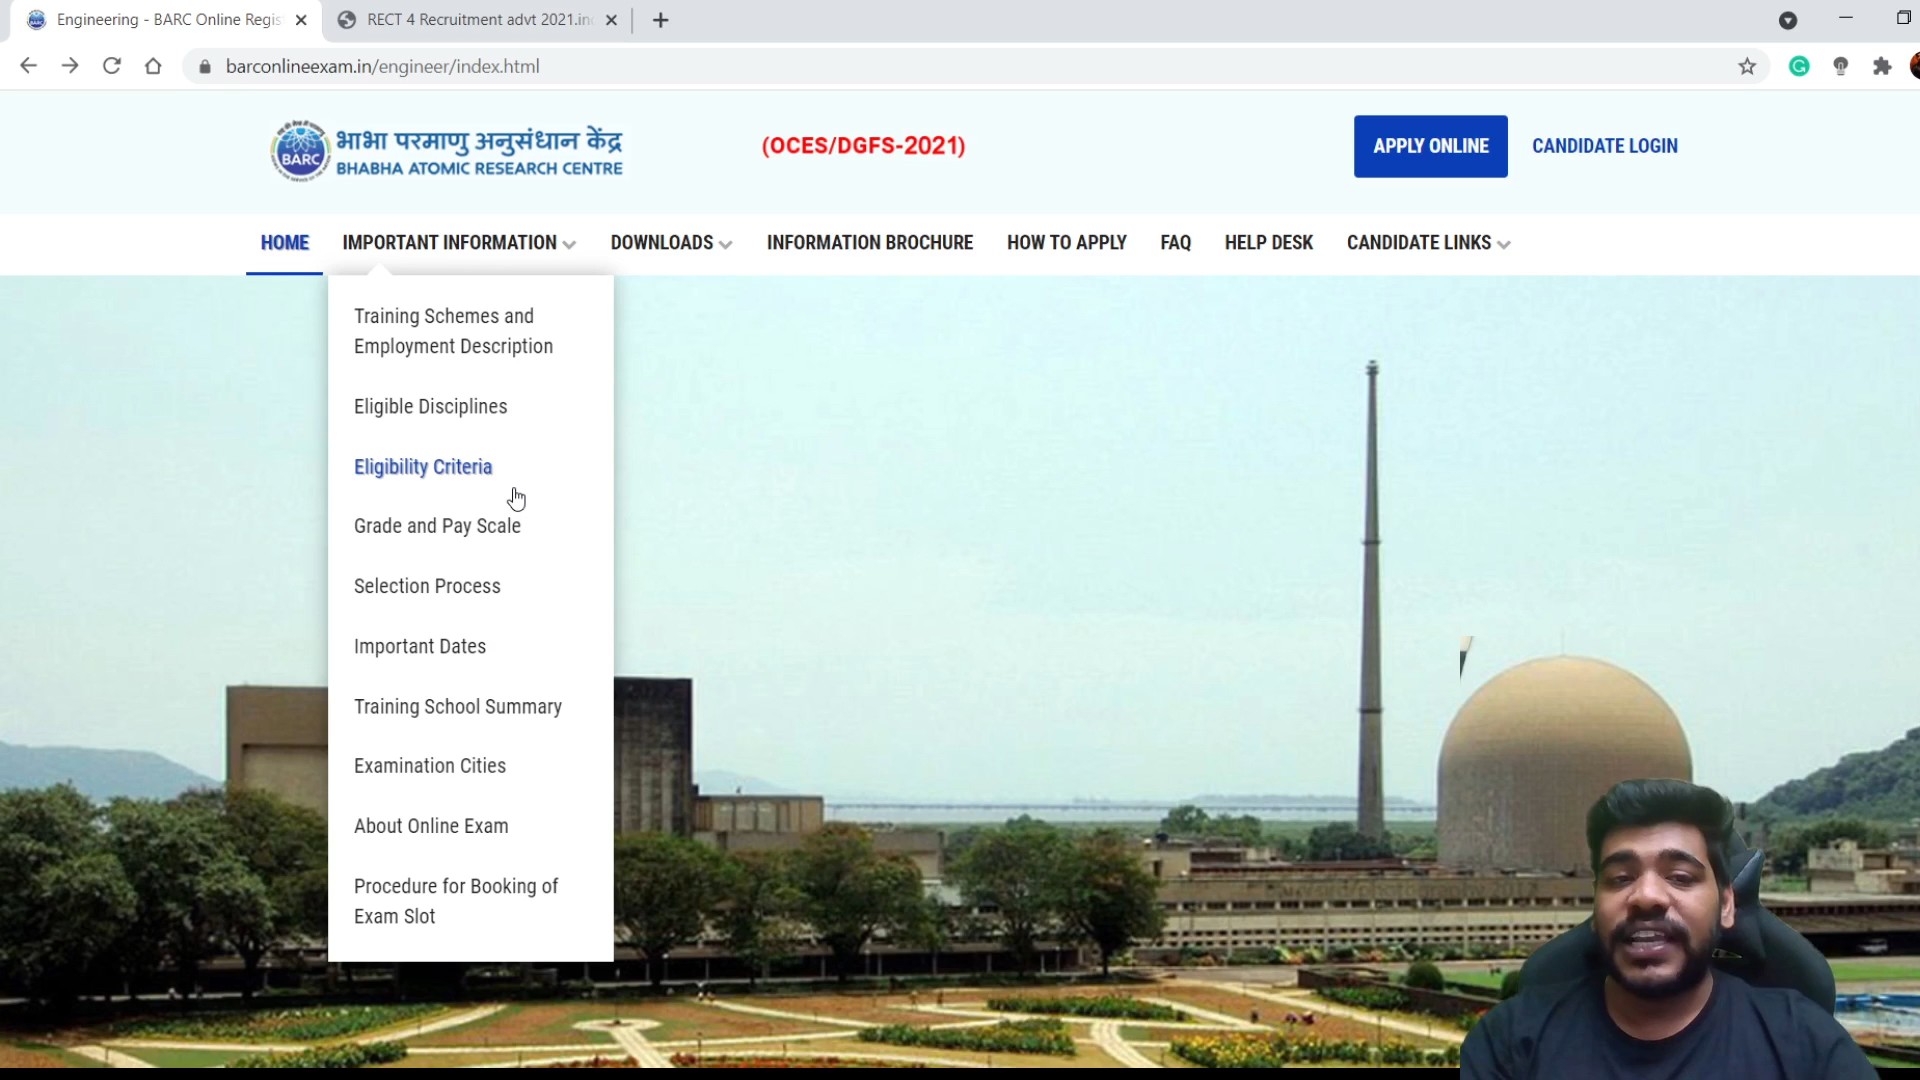 Engineering - BARC Online Regis
RECT 4 Recruitment advt 2021.in
barconlineexam.in/engineer/index.html
BARC
भाभा परमाणु अनुसंधान केंद्र
BHABHA ATOMIC RESEARCH CENTRE
(OCES/DGFS-2021)
APPLY ONLINE
CANDIDATE LOGIN
HOME
IMPORTANT INFORMATION
DOWNLOADS
INFORMATION BROCHURE
HOW TO APPLY
FAQ
HELP DESK
CANDIDATE LINKS
Training Schemes and
Employment Description
Eligible Disciplines
Eligibility Criteria
Grade and Pay Scale
Selection Process
Important Dates
Training School Summary
Examination Cities
About Online Exam
Procedure for Booking of
Exam Slot